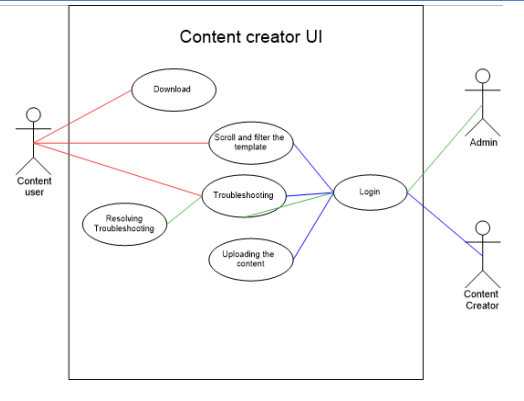 Content creator UI
Download
Scroll and filter the
template
Admin
Content
user
Troubleshooting
Login
Resolving
Troubleshooting
Uploading the
content
Content
Creator